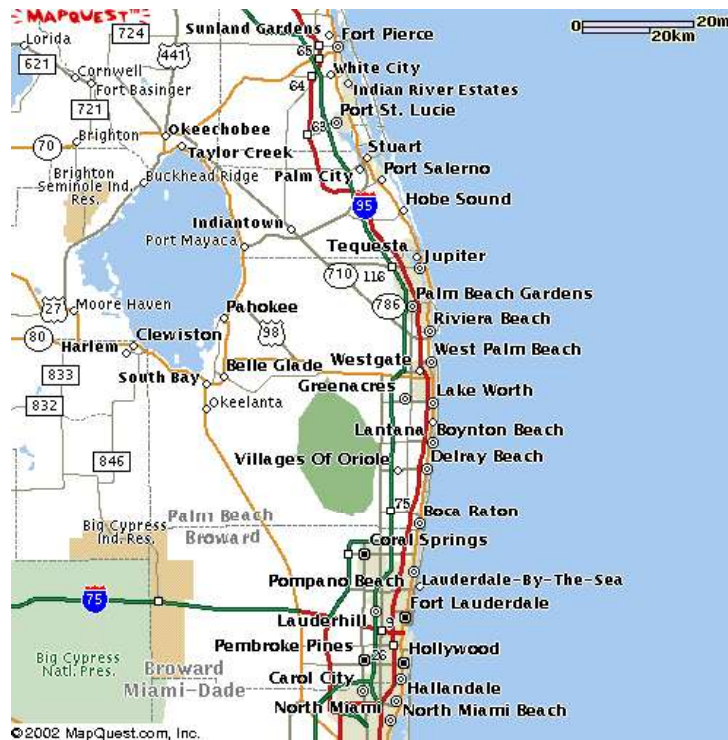 MAPQUEST
724
Sunland Gardens
Fort Pierce
0
20m
20km
Lorida
621
441
65
Cornwell
White City
Fort Basinger
64
Indian River Estates
721
Port St. Lucie
63
Okeechobee
70
Brighton
Taylor Creek
Stuart
Brighton
Seminole Ind.
Res.
Buckhead Ridge
Palm City
Port Salerno
95
Hobe Sound
Indiantown
Port Mayaca
Tequesta
Jupiter
710
116
27
Moore Haven
Pahokee
786
Palm Beach Gardens
98
Riviera Beach
80
Clewiston
Harlem
Westgate
West Palm Beach
833
South Bay
Belle Glade
Greenacres
Lake Worth
832
Okeelanta
Lantana
Boynton Beach
846
Villages Of Oriole
Delray Beach
75
Palm Beach
Broward
Boca Raton
Big Cypress
Ind. Res.
Coral Springs
Pompano Beach
Lauderdale-By-The-Sea
75
Fort Lauderdale
Lauderhill
9
Pembroke Pines
26
Hollywood
Big Cypress
Natl. Pres.
Broward
Miami-Dade
Carol City
Hallandale
North Miami
North Miami Beach
©2002 MapQuest.com, Inc.